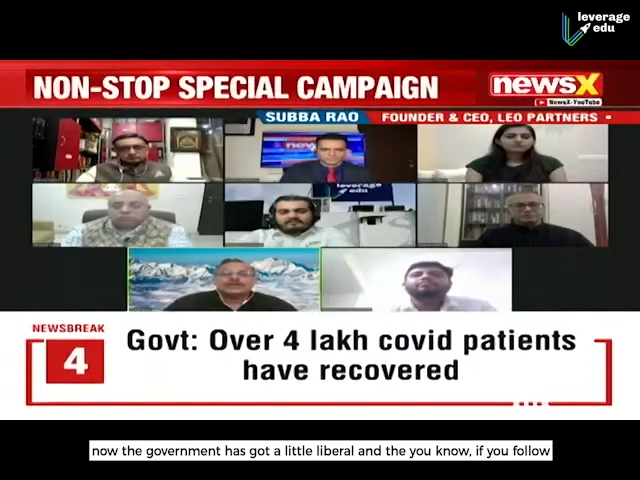 leverage
edu
NON-STOP SPECIAL CAMPAIGN
newsX
NewsX-YouTube
SUBBA RAO
FOUNDER & CEO, LEO PARTNERS
leverage
edu
NEWSBREAK
4
Govt: Over 4 lakh covid patients
have recovered
now the government has got a little liberal and the you know, if you follow